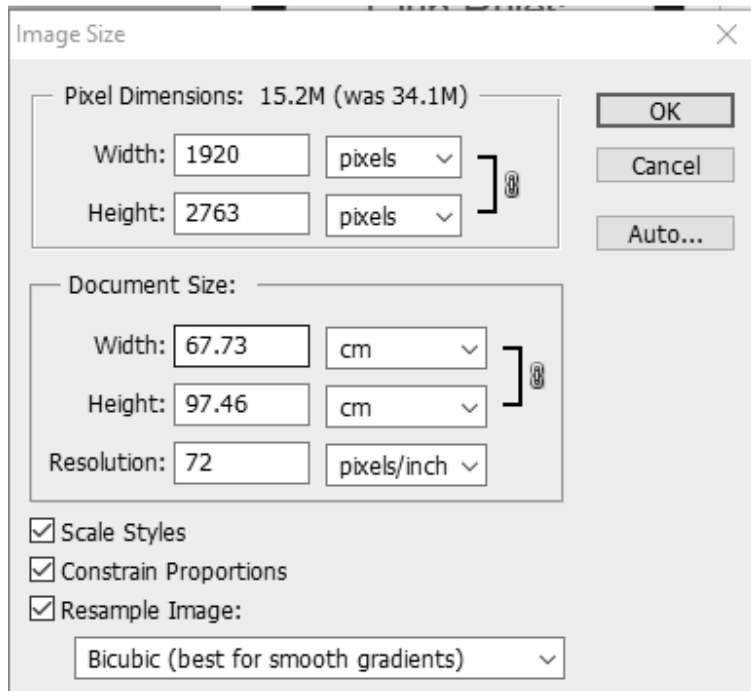 Image Size
Pixel Dimensions: 15.2M (was 34.1M)
OK
Width: 1920 pixels
Cancel
Height: 2763 pixels
Auto...
Document Size:
Width: 67.73 cm
Height: 97.46 cm
Resolution: 72 pixels/inch
Scale Styles
Constrain Proportions
Resample Image:
Bicubic (best for smooth gradients)